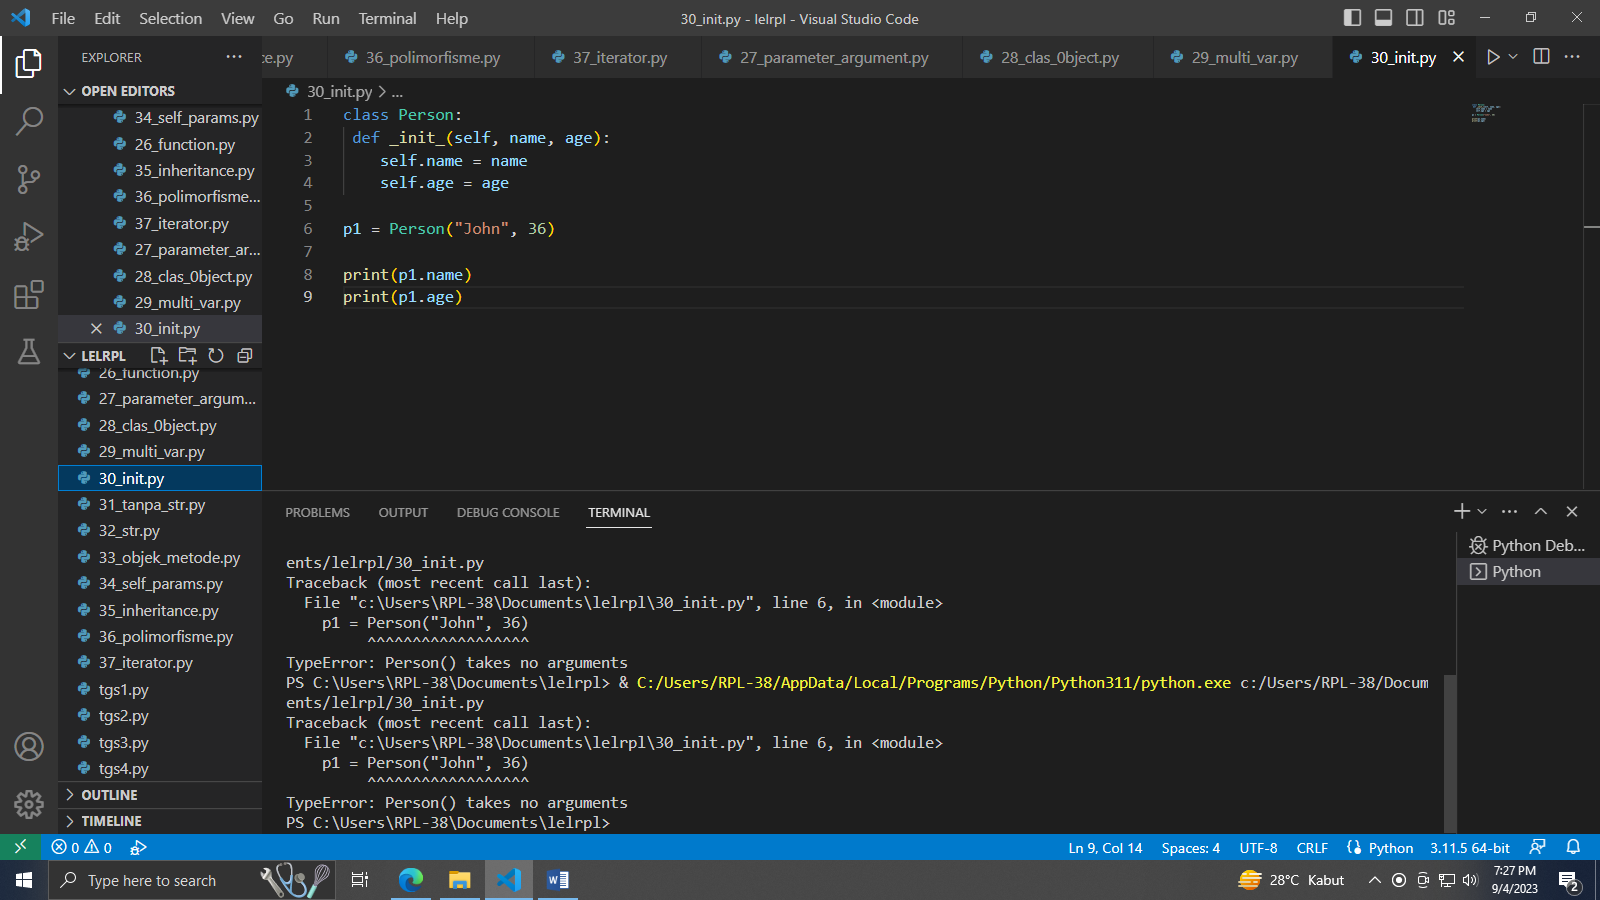 File Edit Selection View Go Run Terminal Help
30_init.py - lelrpl - Visual Studio Code
EXPLORER
ce.py 36_polimorfisme.py 37_iterator.py 27_parameter_argument.py 28_clas_0bject.py 29_multi_var.py 30_init.py
OPEN EDITORS
34_self_params.py
26_function.py
35_inheritance.py
36_polimorfisme...
37_iterator.py
27_parameter_ar...
28_clas_0bject.py
29_multi_var.py
30_init.py
LELRPL
26_function.py
27_parameter_argum...
28_clas_0bject.py
29_multi_var.py
30_init.py
31_tanpa_str.py
32_str.py
33_objek_metode.py
34_self_params.py
35_inheritance.py
36_polimorfisme.py
37_iterator.py
tgs1.py
tgs2.py
tgs3.py
tgs4.py
OUTLINE
TIMELINE
30_init.py > ...
1 class Person:
2 def _init_(self, name, age):
3 self.name = name
4 self.age = age
5
6 p1 = Person("John", 36)
7
8 print(p1.name)
9 print(p1.age)
PROBLEMS OUTPUT DEBUG CONSOLE TERMINAL
Python Deb...
Python
ents/lelrpl/30_init.py
Traceback (most recent call last):
File "c:\Users\RPL-38\Documents\lelrpl\30_init.py", line 6, in <module>
p1 = Person("John", 36)
^^^^^^^^^^^^^^^^^^
TypeError: Person() takes no arguments
PS C:\Users\RPL-38\Documents\lelrpl> & C:/Users/RPL-38/AppData/Local/Programs/Python/Python311/python.exe c:/Users/RPL-38/Docum
ents/lelrpl/30_init.py
Traceback (most recent call last):
File "c:\Users\RPL-38\Documents\lelrpl\30_init.py", line 6, in <module>
p1 = Person("John", 36)
^^^^^^^^^^^^^^^^^^
TypeError: Person() takes no arguments
PS C:\Users\RPL-38\Documents\lelrpl>
0 0 Ln 9, Col 14 Spaces: 4 UTF-8 CRLF Python 3.11.5 64-bit
Type here to search
28°C Kabut
7:27 PM
9/4/2023
2